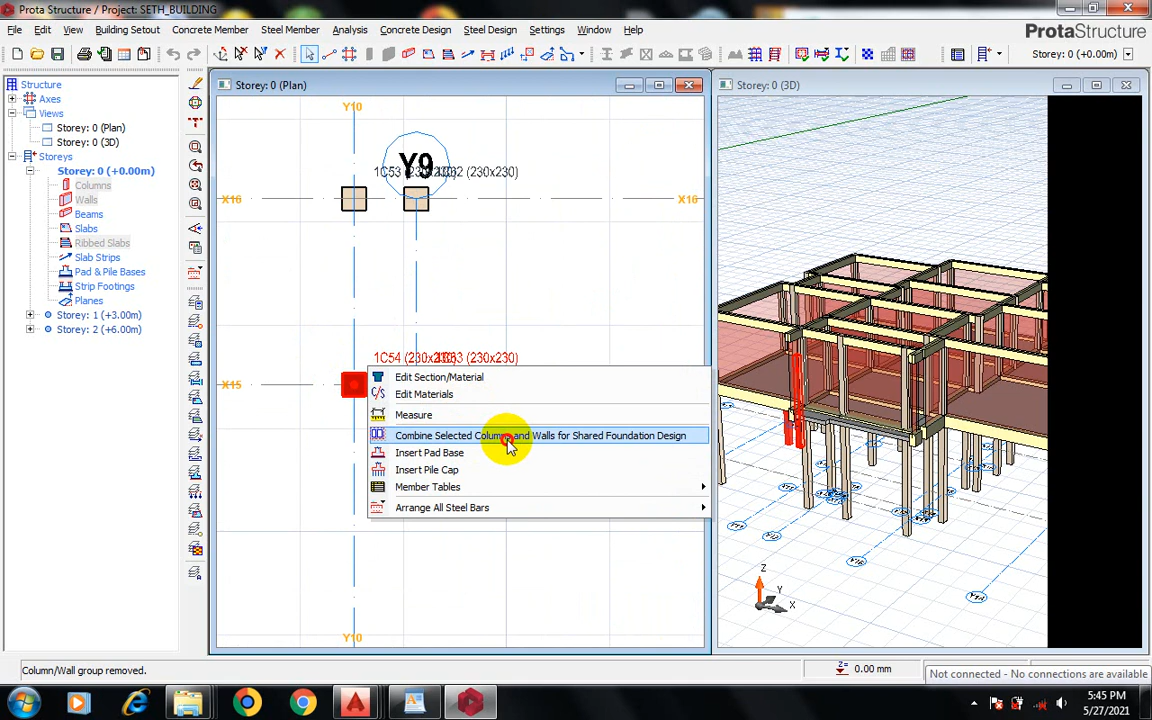 Prota Structure / Project: SETH_BUILDING
File Edit View Building Setout Concrete Member Steel Member Analysis Concrete Design Steel Design Settings Window Help
ProtaStructure
Storey: 0 (+0.00m)
Structure
Axes
Views
Storey: 0 (Plan)
Storey: 0 (3D)
Storeys
Storey: 0 (+0.00m)
Columns
Walls
Beams
Slabs
Ribbed Slabs
Slab Strips
Pad & Pile Bases
Strip Footings
Planes
Storey: 1 (+3.00m)
Storey: 2 (+6.00m)
Storey: 0 (Plan)
Y10
Y9
1C53
(230x230)
X16
X16
1C54
(230x230)
X15
Y10
Edit Section/Material
Edit Materials
Measure
Combine Selected Columns and Walls for Shared Foundation Design
Insert Pad Base
Insert Pile Cap
Member Tables
Arrange All Steel Bars
Storey: 0 (3D)
Z
Y
X
Column/Wall group removed.
Z= 0.00 mm
Not connected - No connections are available
5:45 PM
5/27/2021